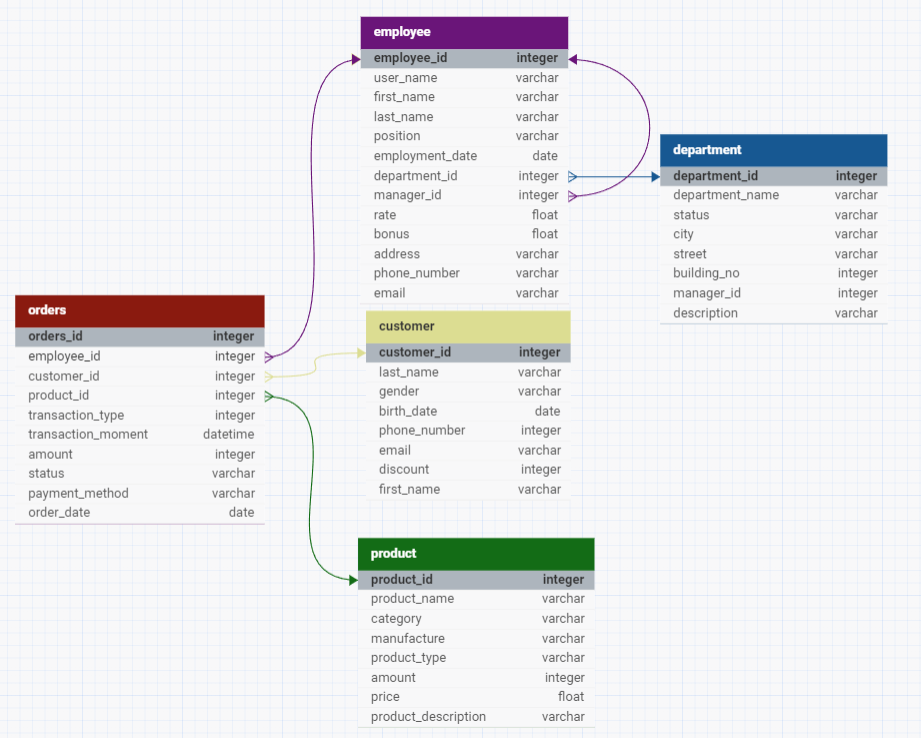 employee
employee_id integer
user_name varchar
first_name varchar
last_name varchar
position varchar
employment_date date
department_id integer
manager_id integer
rate float
bonus float
address varchar
phone_number varchar
email varchar
department
department_id integer
department_name varchar
status varchar
city varchar
street varchar
building_no integer
manager_id integer
description varchar
orders
orders_id integer
employee_id integer
customer_id integer
product_id integer
transaction_type integer
transaction_moment datetime
amount integer
status varchar
payment_method varchar
order_date date
customer
customer_id integer
last_name varchar
gender varchar
birth_date date
phone_number integer
email varchar
discount integer
first_name varchar
product
product_id integer
product_name varchar
category varchar
manufacture varchar
product_type varchar
amount integer
price float
product_description varchar